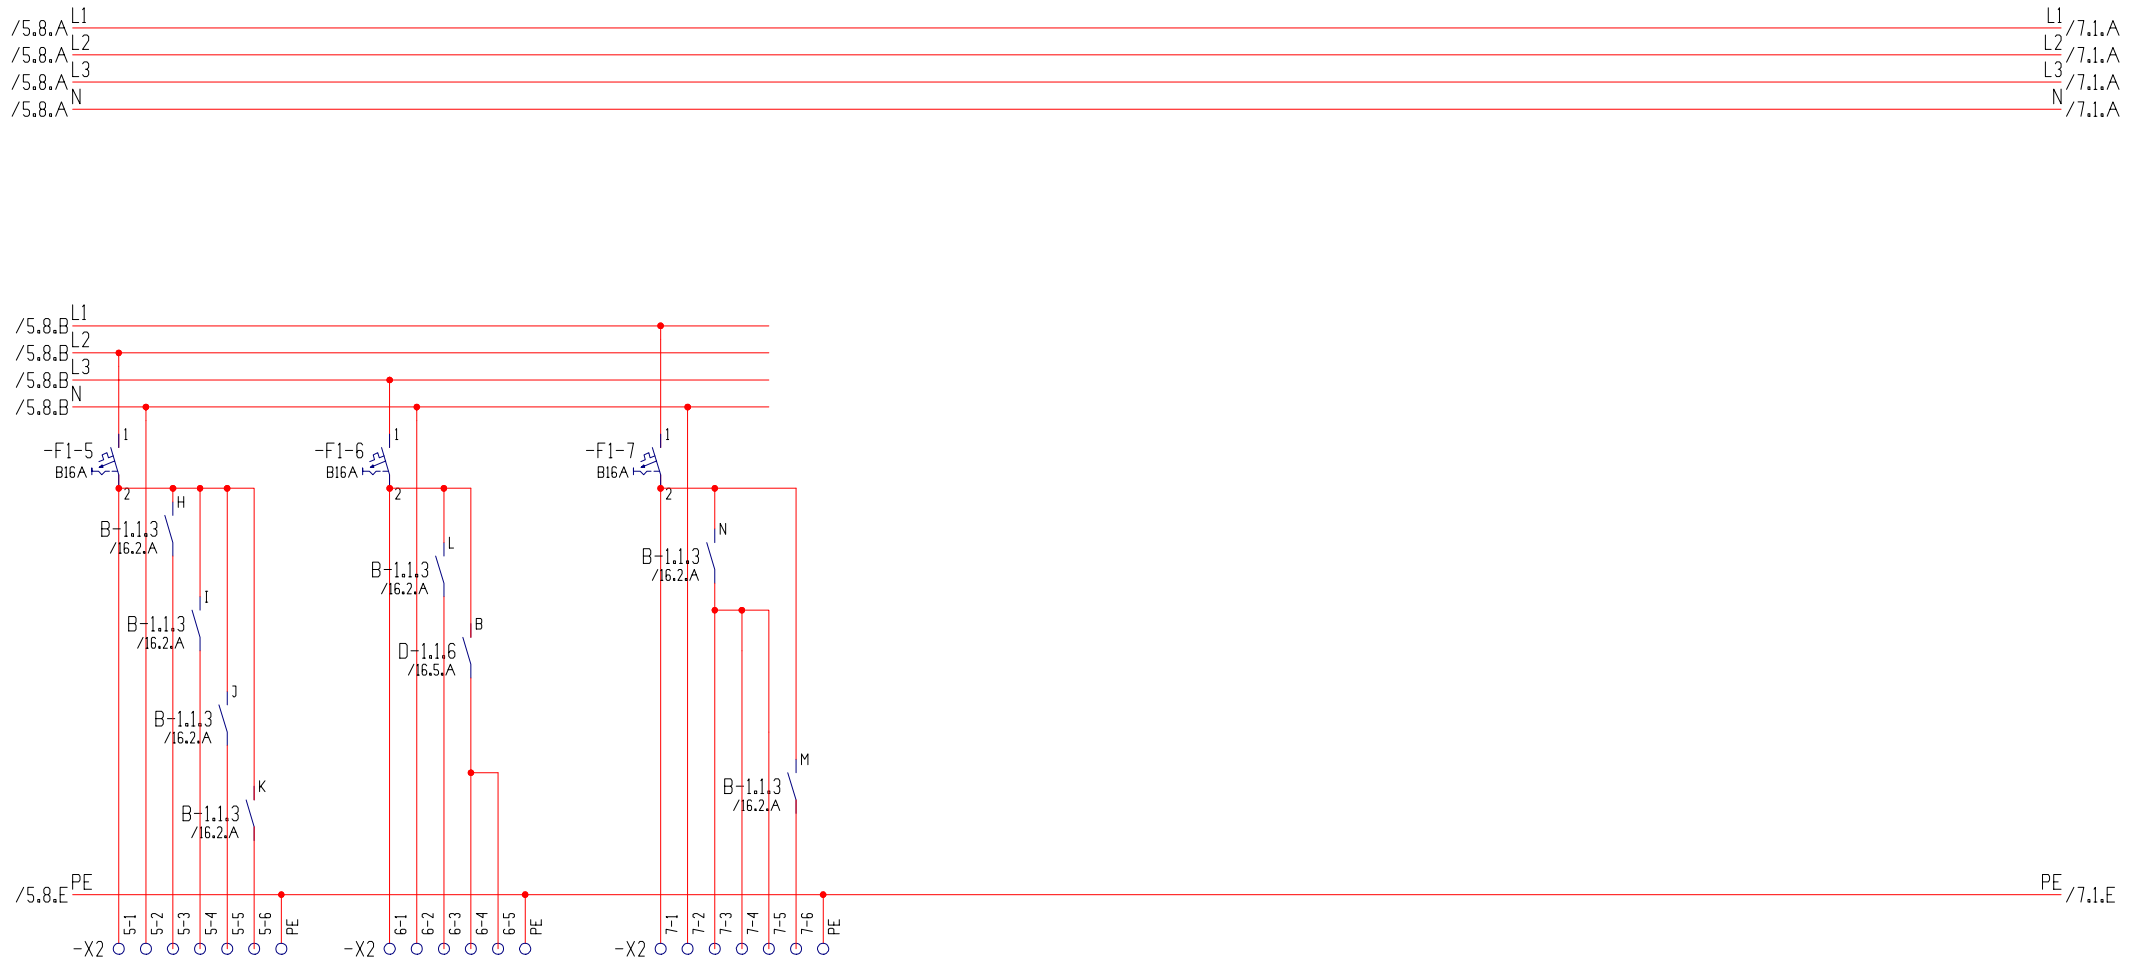 L1 L1
/5.8.A /7.1.A
L2 L2
/5.8.A /7.1.A
L3 L3
/5.8.A /7.1.A
N N
/5.8.A /7.1.A
L1
/5.8.B
L2
/5.8.B
L3
/5.8.B
N
/5.8.B
1 1 1
-F1-5 -F1-6 -F1-7
B16A B16A B16A
2 2 2
H
B-1.1.3
/16.2.A
N
B-1.1.3
/16.2.A
L
B-1.1.3
/16.2.A
I
B-1.1.3
/16.2.A
B
D-1.1.6
/16.5.A
J
B-1.1.3
/16.2.A
M
B-1.1.3
/16.2.A
K
B-1.1.3
/16.2.A
PE PE
/5.8.E /7.1.E
5-1 5-2 5-3 5-4 5-5 5-6 PE 6-1 6-2 6-3 6-4 6-5 PE 7-1 7-2 7-3 7-4 7-5 7-6 PE
-X2 -X2 -X2